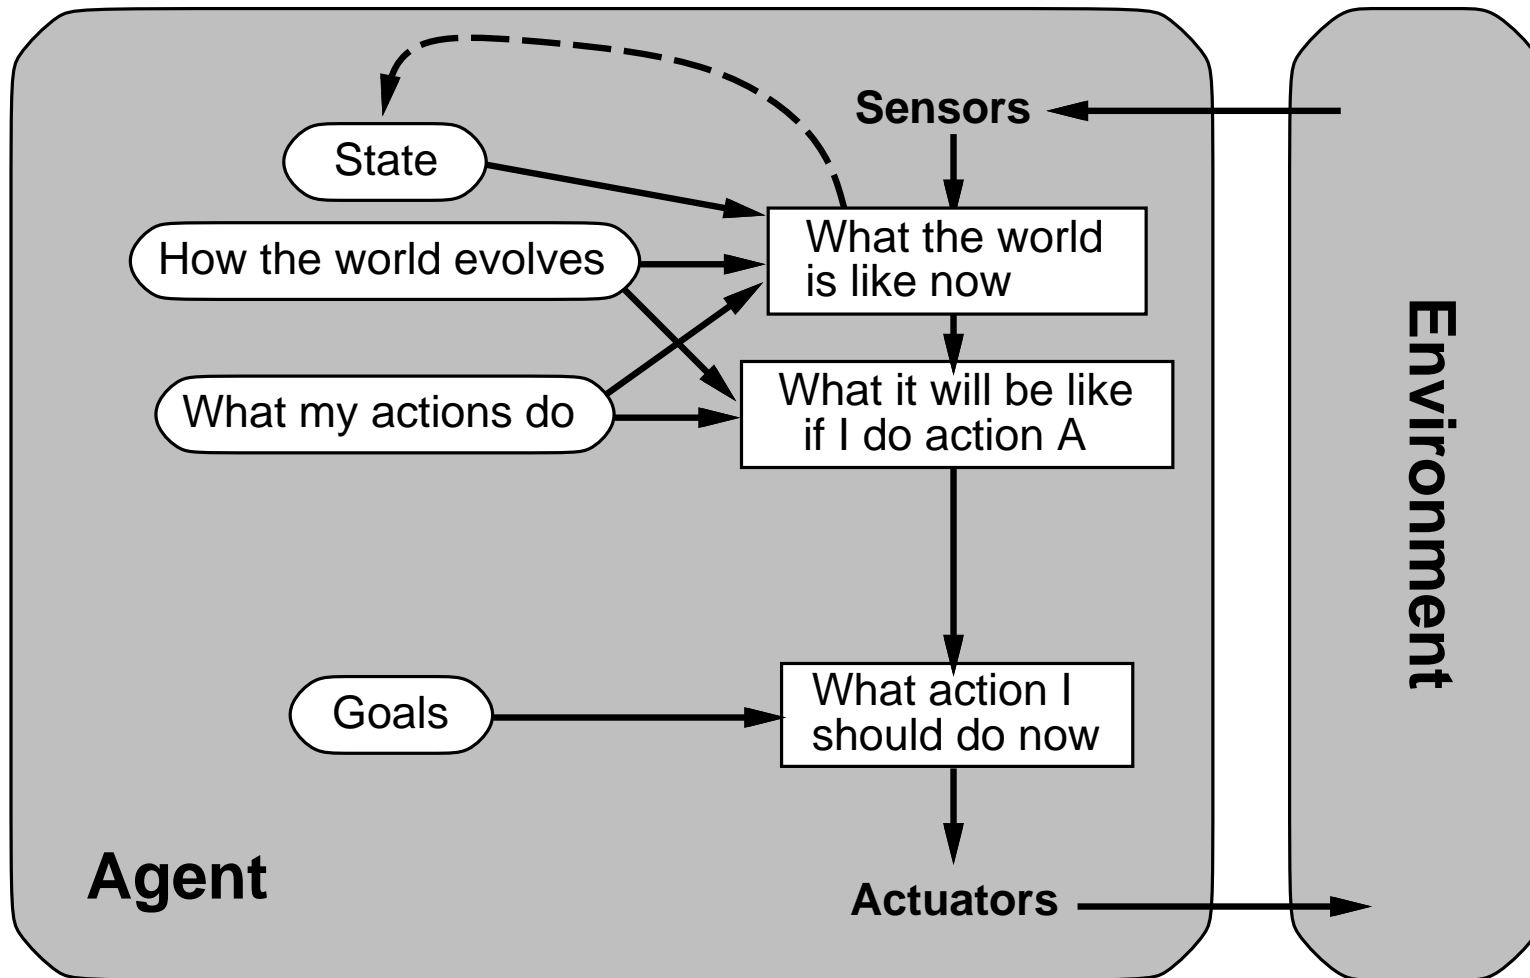 Sensors
State
What the world
is like now
How the world evolves
What my actions do
What it will be like
if I do action A
Environment
Goals
What action I
should do now
Agent
Actuators